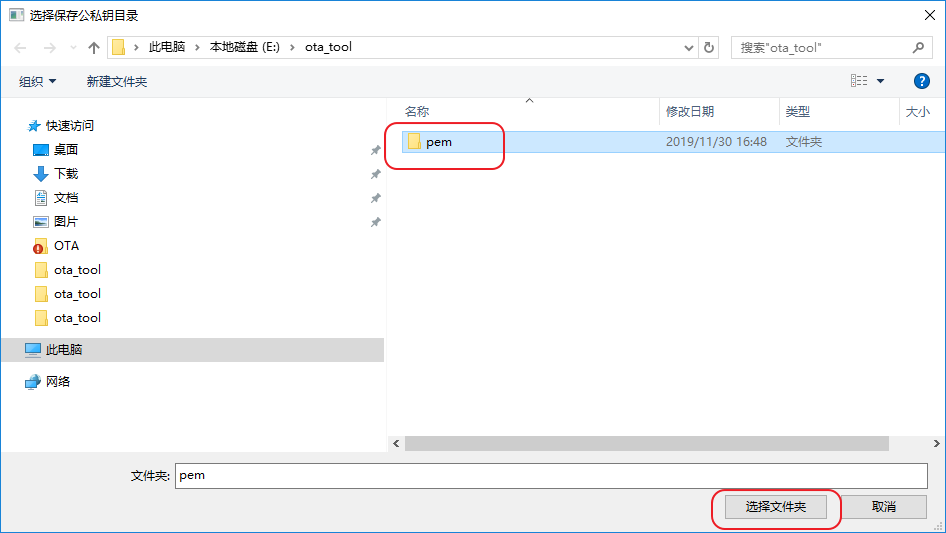 选择保存公私钥目录
此电脑 本地磁盘 (E:) ota_tool
搜索"ota_tool"
组织 新建文件夹
名称 修改日期 类型 大小
pem 2019/11/30 16:48 文件夹
快速访问
桌面
下载
文档
图片
OTA
ota_tool
ota_tool
ota_tool
此电脑
网络
文件夹: pem
选择文件夹 取消